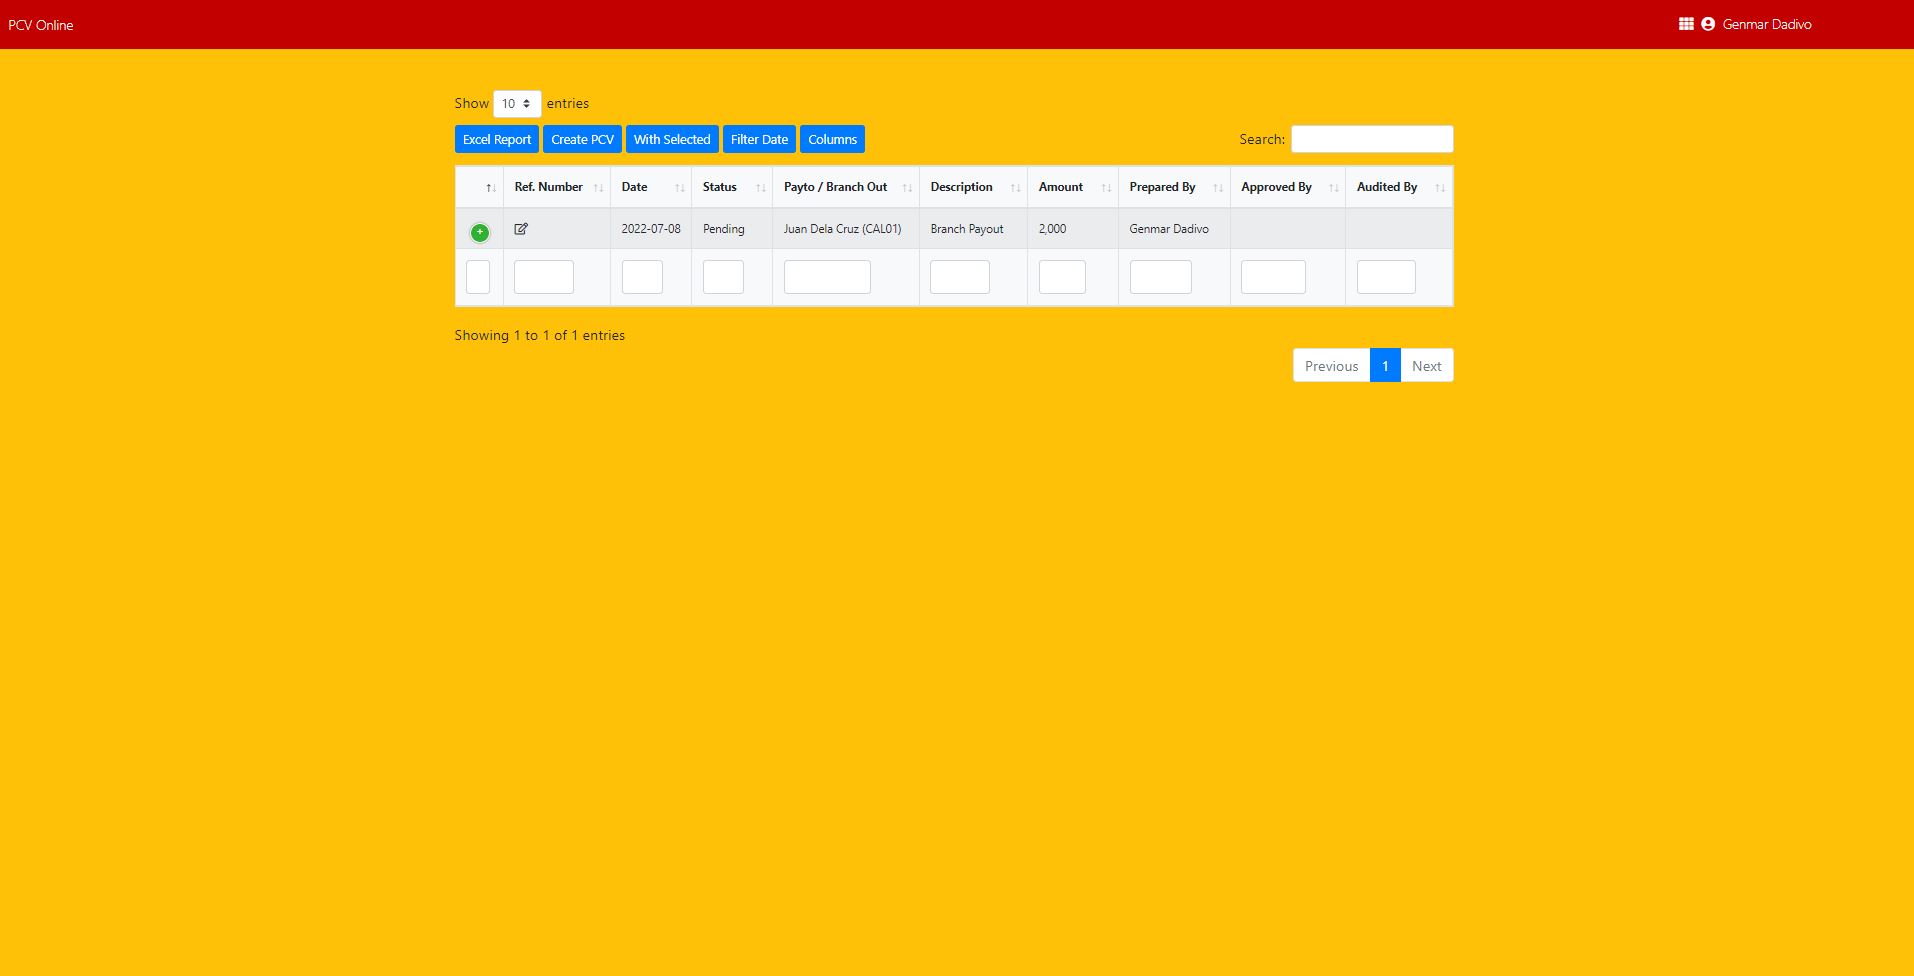 PCV Online
Genmar Dadivo
Show 10 entries
Excel Report Create PCV With Selected Filter Date Columns
Search:
Ref. Number Date Status Payto / Branch Out Description Amount Prepared By Approved By Audited By
2022-07-08 Pending Juan Dela Cruz (CAL01) Branch Payout 2,000 Genmar Dadivo
Showing 1 to 1 of 1 entries
Previous 1 Next